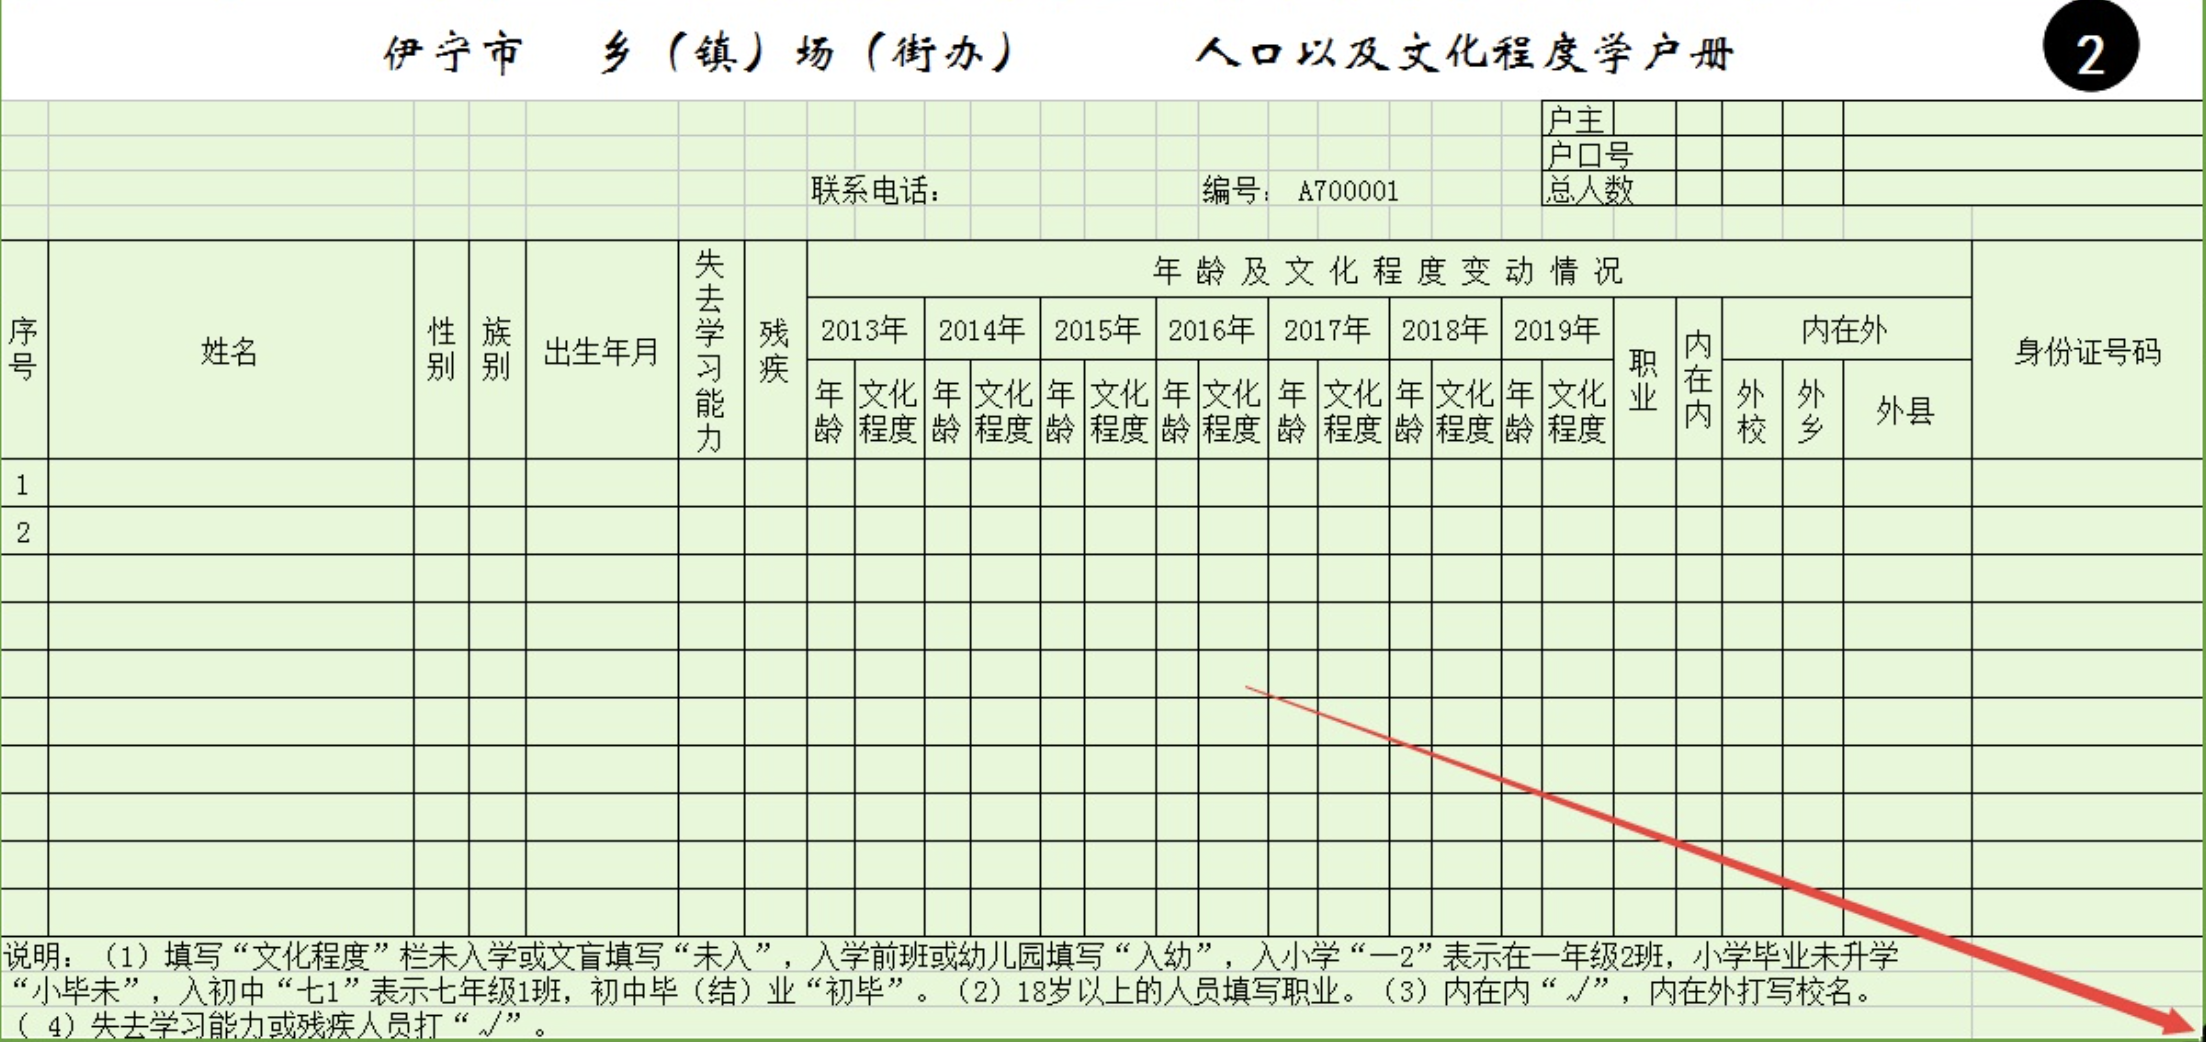 伊宁市 乡（镇）场（街办） 人口以及文化程度学户册
2
户主
户口号
联系电话： 编号：A700001 总人数
序号 姓名 性别 族别 出生年月 失去学习能力 残疾 年龄及文化程度变动情况 身份证号码
2013年 2014年 2015年 2016年 2017年 2018年 2019年 职业 内在内 内在外
年龄 文化程度 年龄 文化程度 年龄 文化程度 年龄 文化程度 年龄 文化程度 年龄 文化程度 年龄 文化程度 外校 外乡 外县
1
2
说明：（1）填写“文化程度”栏未入学或文盲填写“未入”，入学前班或幼儿园填写“入幼”，入小学“一2”表示在一年级2班，小学毕业未升学
“小毕未”，入初中“七1”表示七年级1班，初中毕（结）业“初毕”。（2）18岁以上的人员填写职业。（3）内在内“√”，内在外打写校名。
（ 4）失去学习能力或残疾人员打“√”。